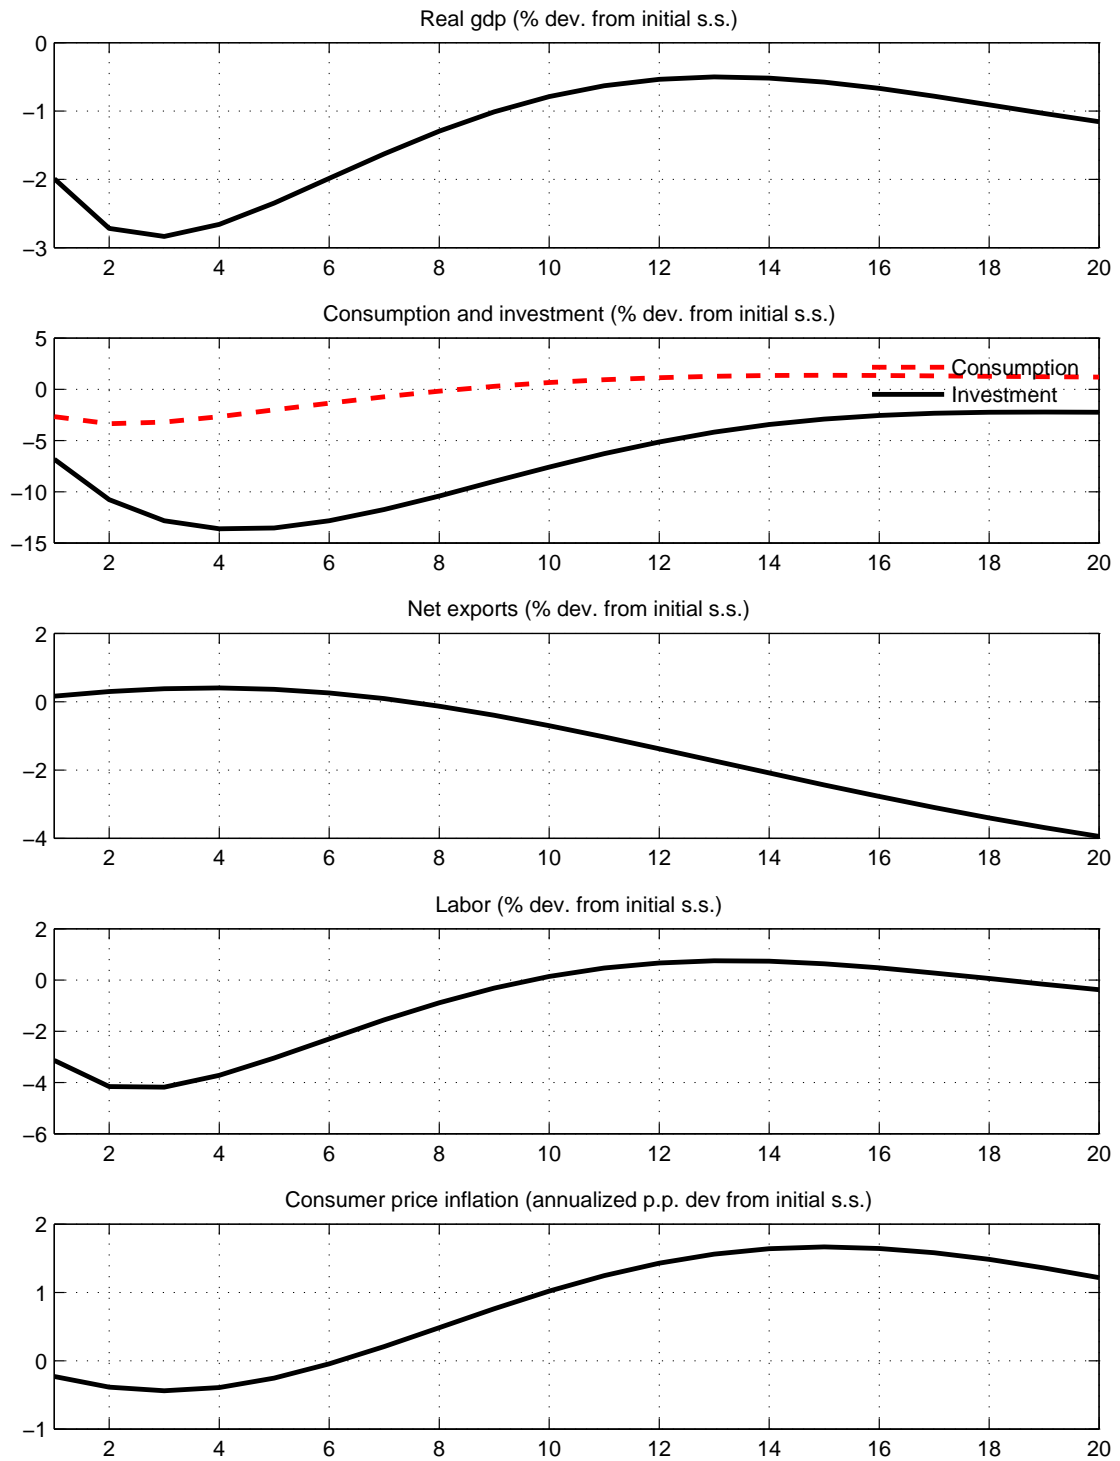 Real gdp (% dev. from initial s.s.)
0
−1
−2
−3
2 4 6 8 10 12 14 16 18 20
Consumption and investment (% dev. from initial s.s.)
5
0
−5
−10
−15
Consumption
Investment
2 4 6 8 10 12 14 16 18 20
Net exports (% dev. from initial s.s.)
2
0
−2
−4
2 4 6 8 10 12 14 16 18 20
Labor (% dev. from initial s.s.)
2
0
−2
−4
−6
2 4 6 8 10 12 14 16 18 20
Consumer price inflation (annualized p.p. dev from initial s.s.)
2
1
0
−1
2 4 6 8 10 12 14 16 18 20